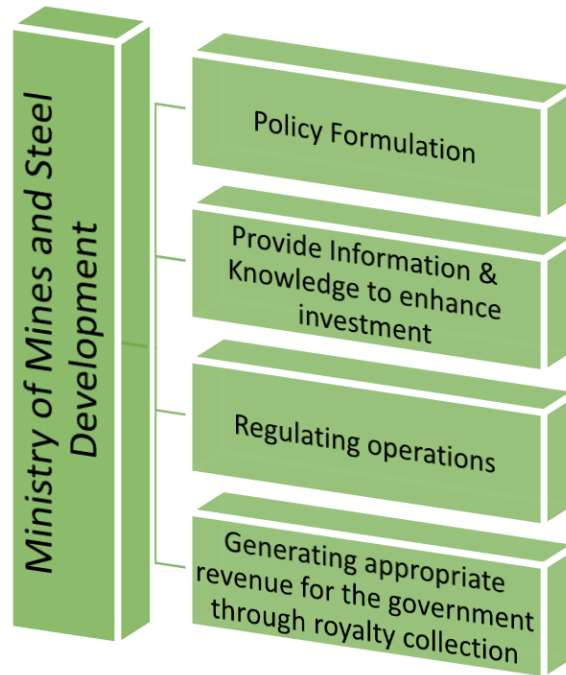 Ministry of Mines and Steel
Development
Policy Formulation
Provide Information &
Knowledge to enhance
investment
Regulating operations
Generating appropriate
revenue for the government
through royalty collection